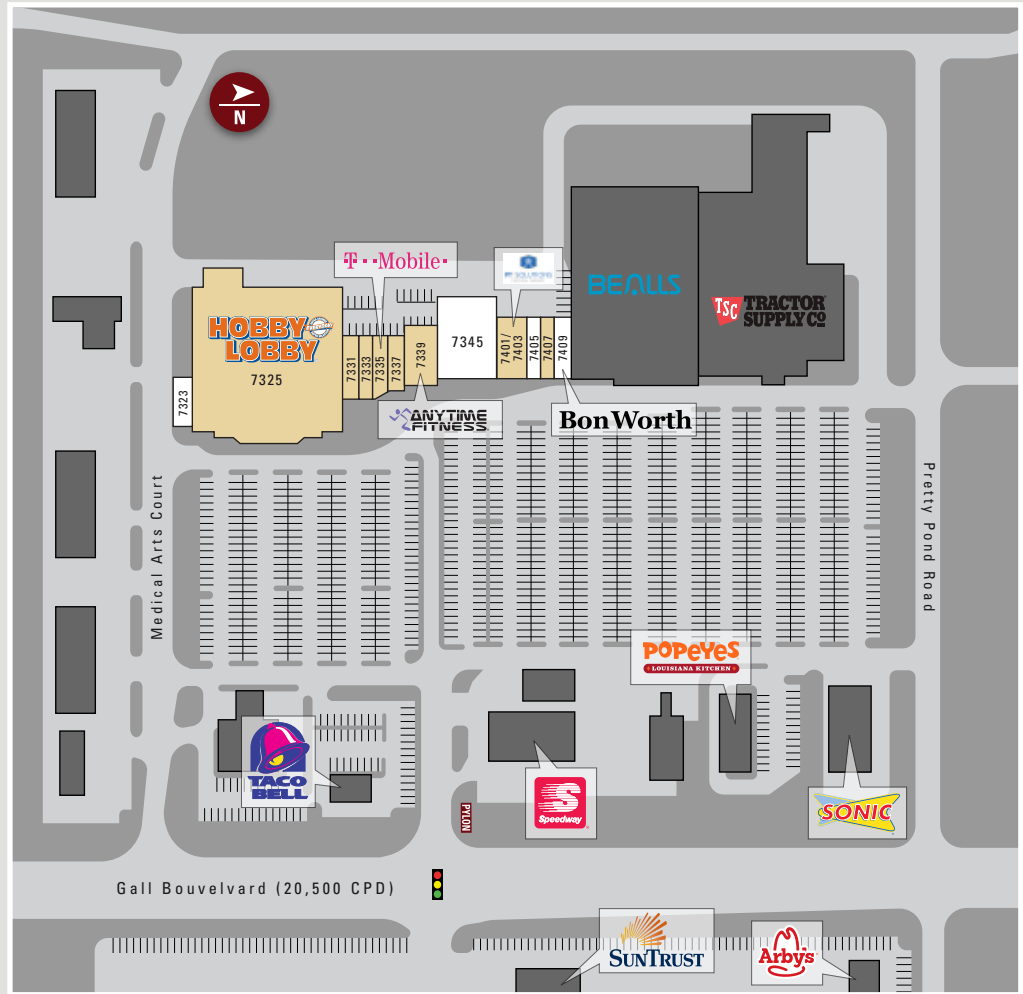 N
T··Mobile·
PT SOLUTIONS
BEALLS
TSC
TRACTOR
SUPPLY CO
HOBBY
LOBBY
7325
7323
7331
7333
7335
7337
7339
7345
7401/
7403
7405
7407
7409
ANYTIME
FITNESS
BonWorth
Medical Arts Court
Pretty Pond Road
POPEYES
LOUISIANA KITCHEN
TACO
BELL
PYLON
S
Speedway
SONIC
Gall Bouvelvard (20,500 CPD)
SUNTRUST
Arby's